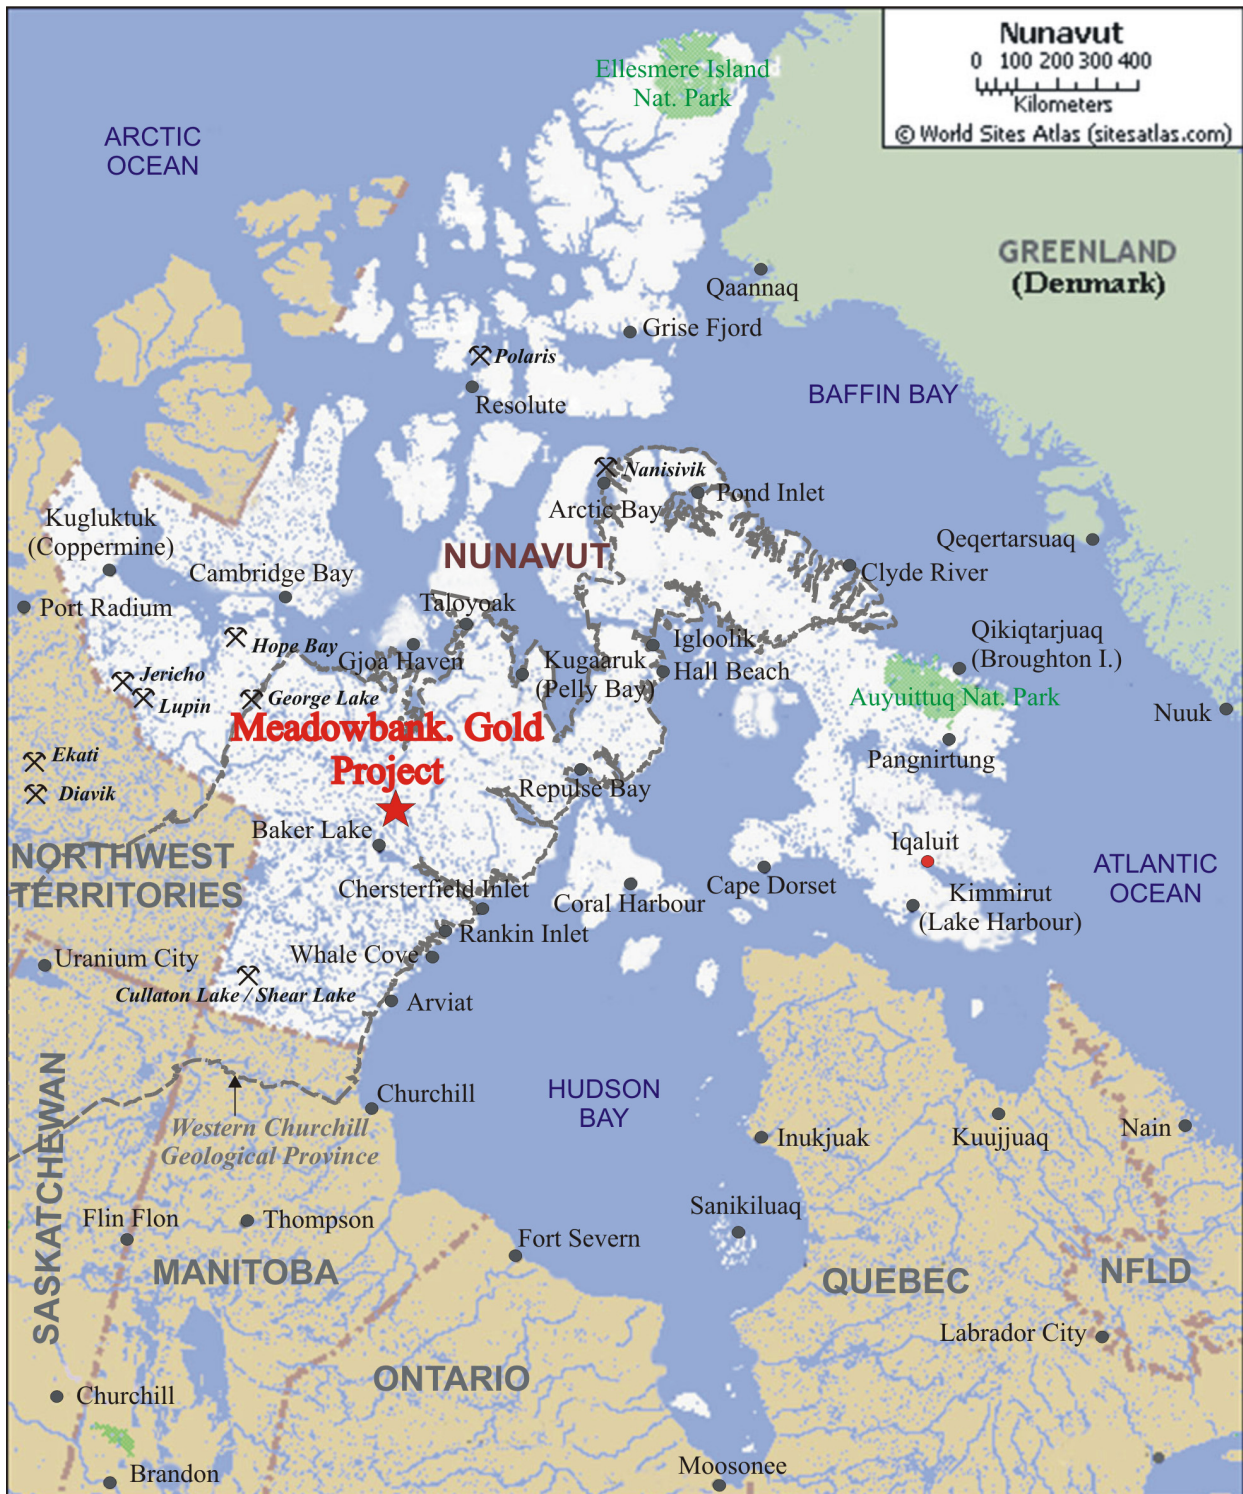 Nunavut
0 100 200 300 400
Kilometers
© World Sites Atlas (sitesatlas.com)
Ellesmere Island
Nat. Park
ARCTIC
OCEAN
GREENLAND
(Denmark)
Qaannaq
Grise Fjord
Polaris
Resolute
BAFFIN BAY
Nanisivik
Arctic Bay
Pond Inlet
Kugluktuk
(Coppermine)
NUNAVUT
Qeqertarsuaq
Cambridge Bay
Clyde River
Port Radium
Taloyoak
Hope Bay
Gjoa Haven
Igloolik
Qikiqtarjuaq
(Broughton I.)
Kugaaruk
(Pelly Bay)
Hall Beach
Jericho
Lupin
George Lake
Auyuittuq Nat. Park
Nuuk
Meadowbank. Gold
Project
Ekati
Diavik
Pangnirtung
Repulse Bay
Baker Lake
Iqaluit
NORTHWEST
TERRITORIES
ATLANTIC
OCEAN
Chersterfield Inlet
Coral Harbour
Cape Dorset
Kimmirut
(Lake Harbour)
Rankin Inlet
Whale Cove
Uranium City
Cullaton Lake / Shear Lake
Arviat
SASKATCHEWAN
Churchill
HUDSON
BAY
Western Churchill
Geological Province
Inukjuak
Kuujjuaq
Nain
Sanikiluaq
Flin Flon
Thompson
Fort Severn
MANITOBA
QUEBEC
NFLD
Labrador City
ONTARIO
Churchill
Brandon
Moosonee